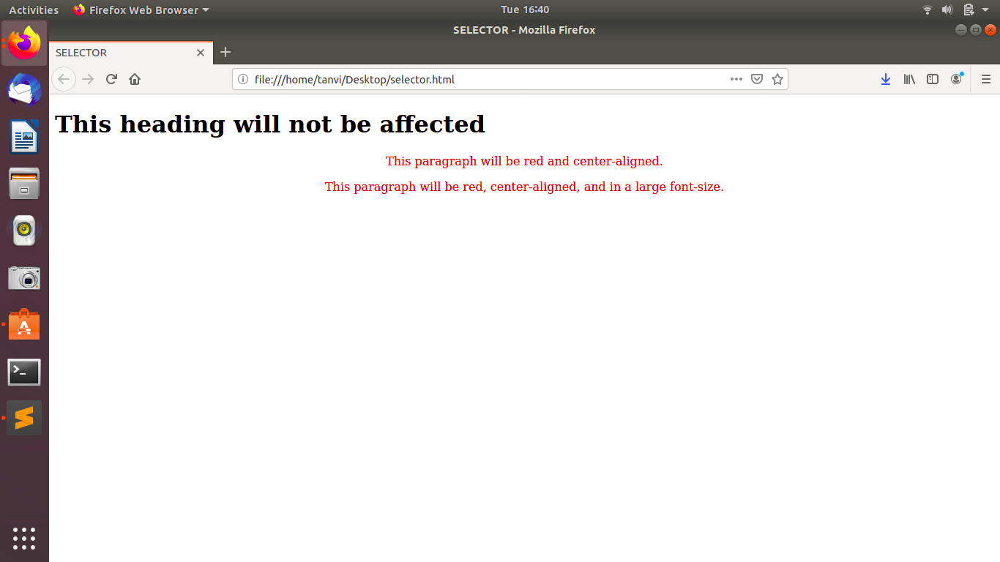 Activities Firefox Web Browser Tue 16:40
SELECTOR - Mozilla Firefox
SELECTOR
file:///home/tanvi/Desktop/selector.html
This heading will not be affected
This paragraph will be red and center-aligned.
This paragraph will be red, center-aligned, and in a large font-size.